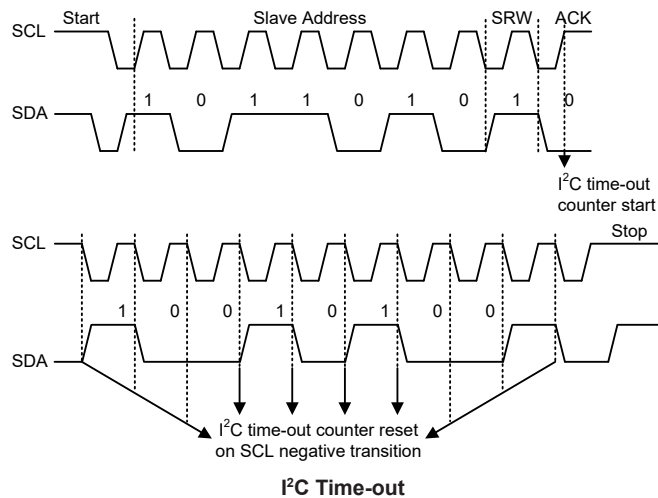 Start Slave Address SRW ACK
SCL
1 0 1 1 0 1 0 1 0
SDA
I²C time-out
counter start
Stop
SCL
1 0 0 1 0 1 0 0
SDA
I²C time-out counter reset
on SCL negative transition
I²C Time-out